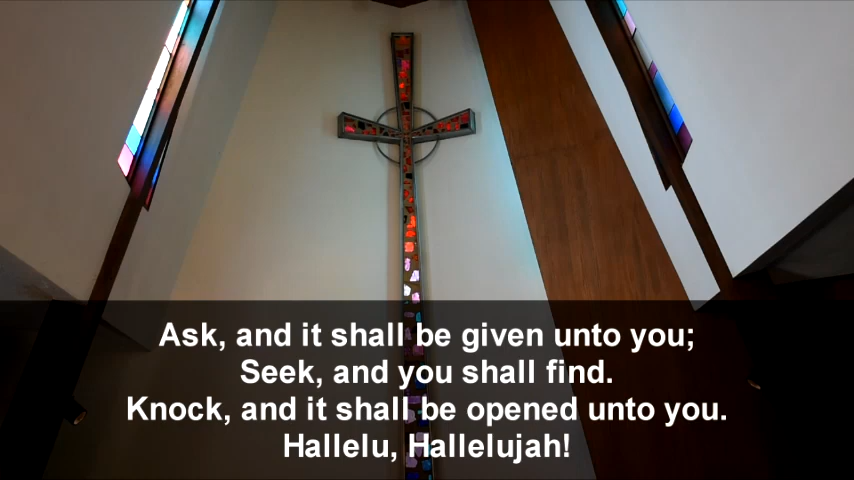 Ask, and it shall be given unto you;
Seek, and you shall find.
Knock, and it shall be opened unto you.
Hallelu, Hallelujah!